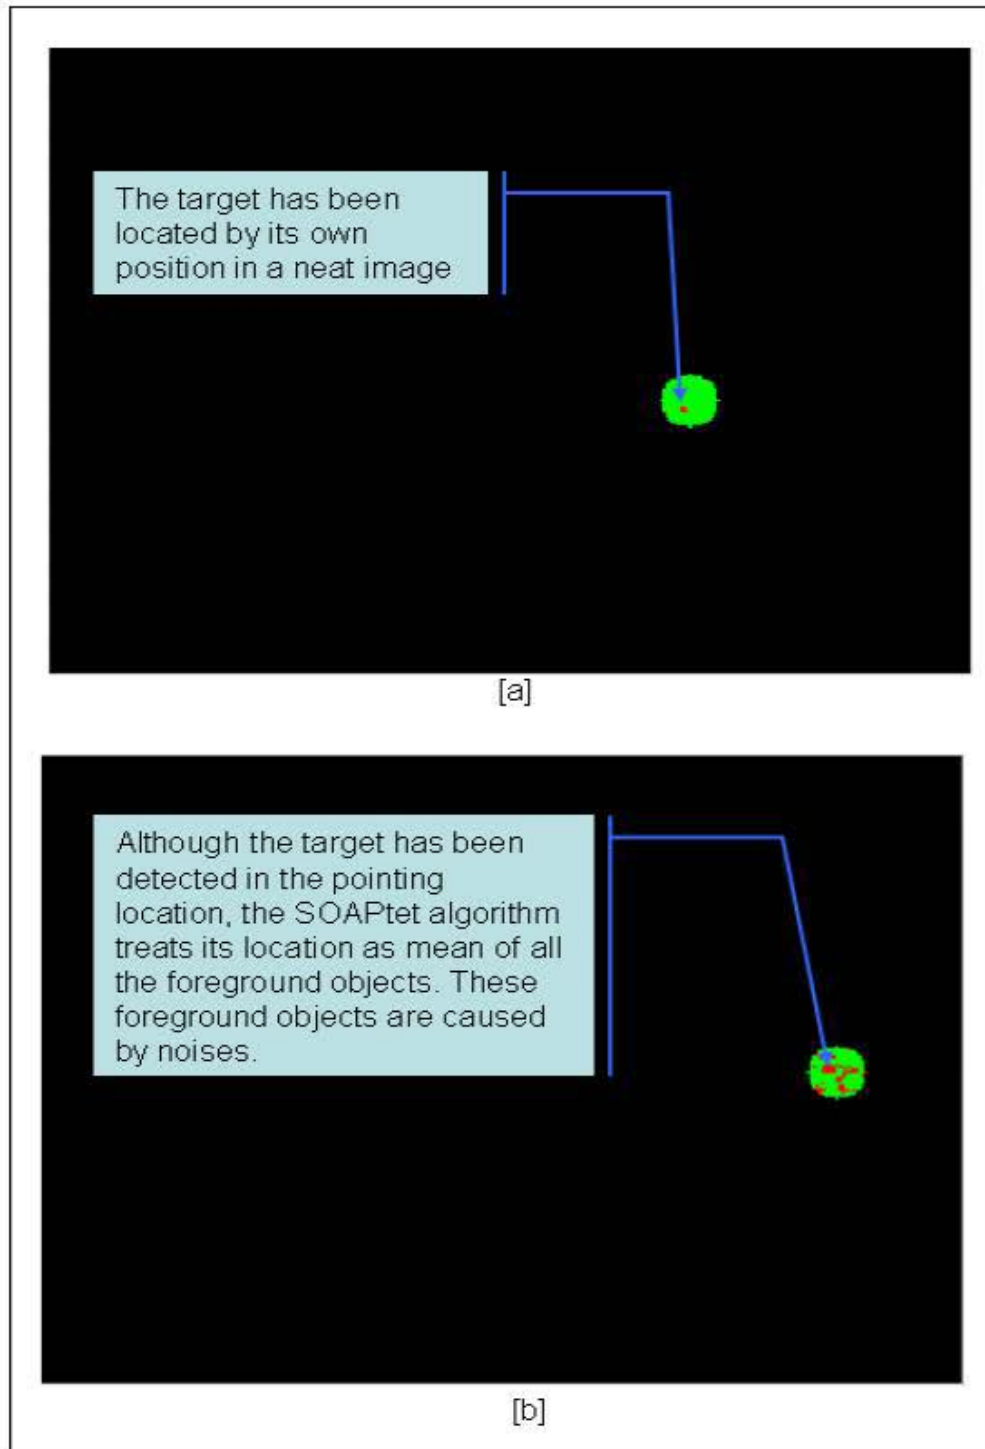 The target has been
located by its own
position in a neat image
[a]
Although the target has been
detected in the pointing
location, the SOAPtet algorithm
treats its location as mean of all
the foreground objects. These
foreground objects are caused
by noises.
[b]